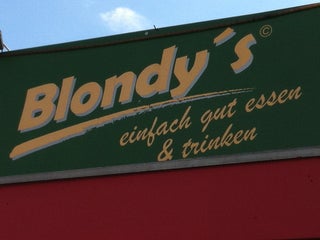 Blondy´s ©
einfach gut essen
& trinken